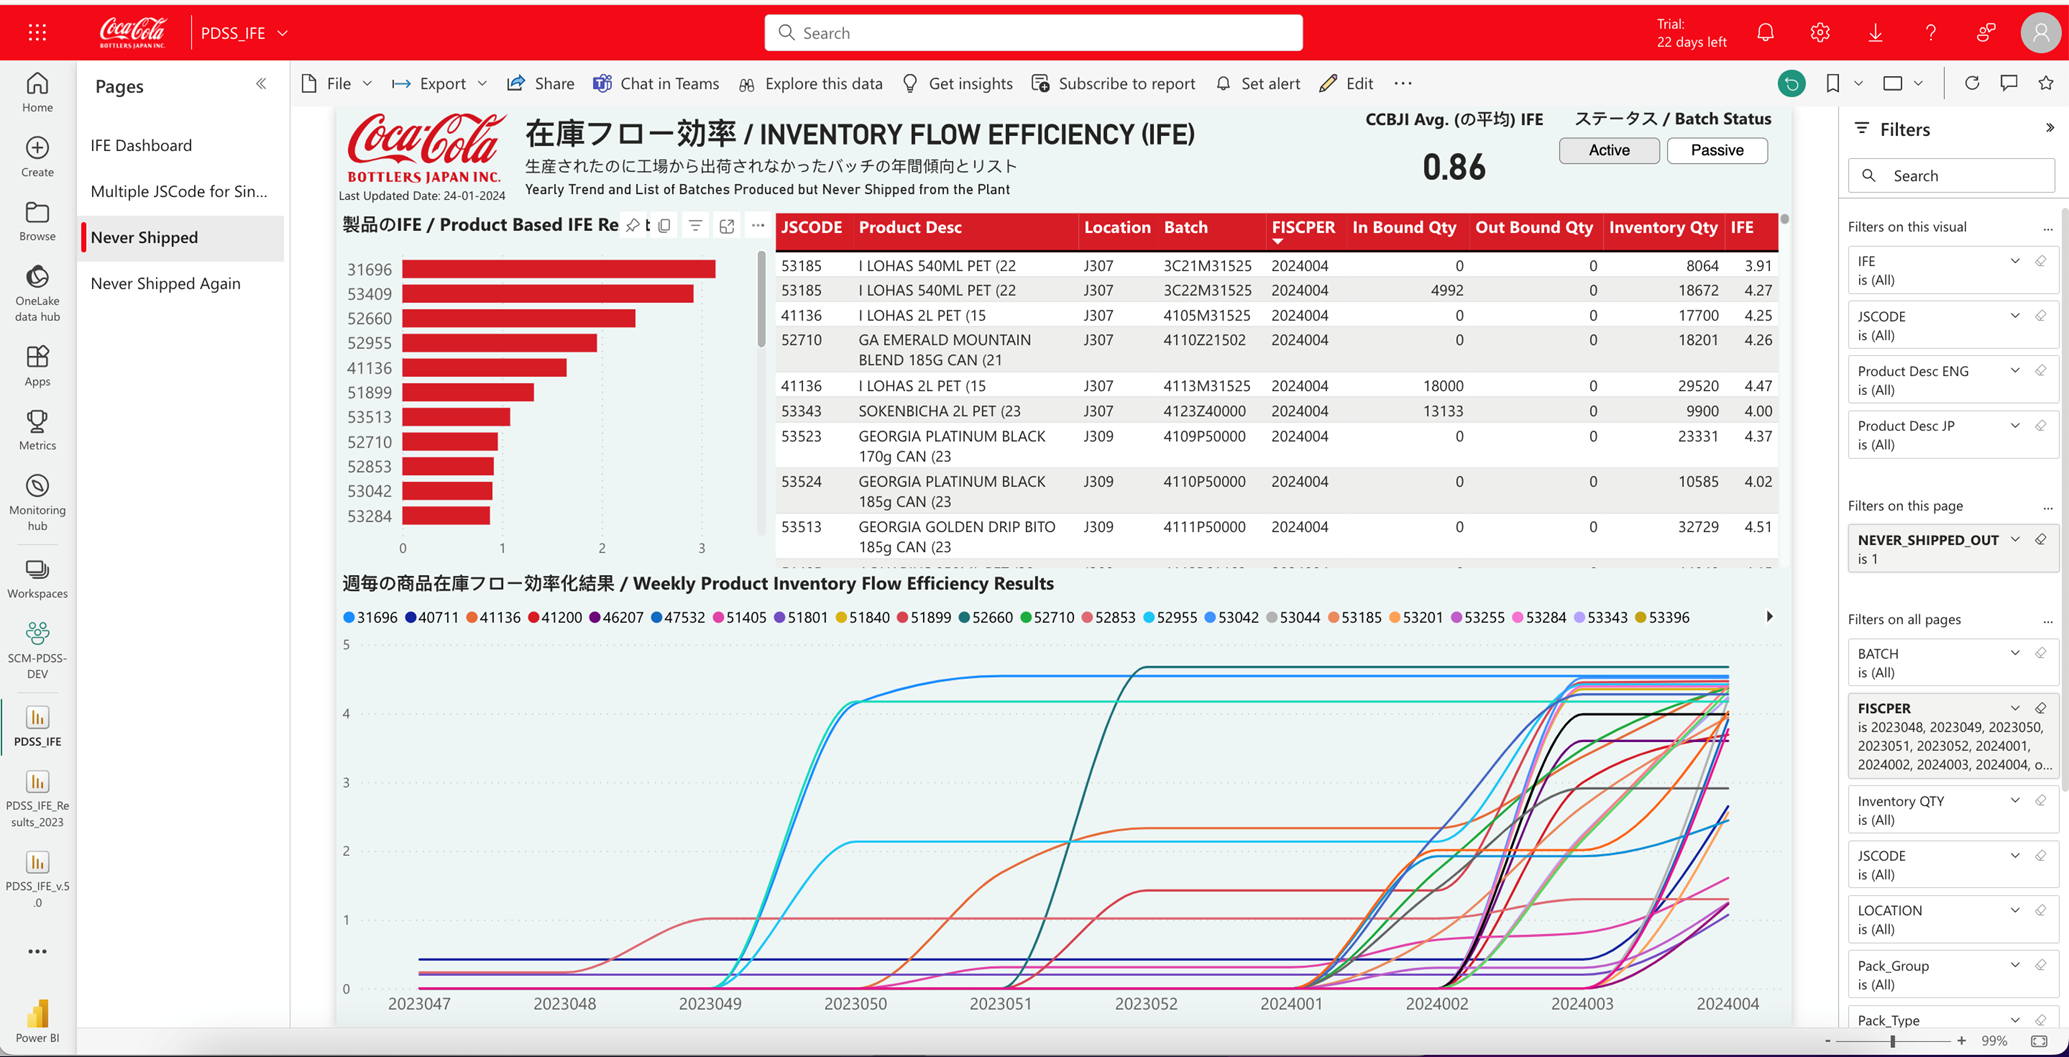 Coca-Cola
BOTTLERS JAPAN INC.
PDSS_IFE
Search
Trial:
22 days left
Home
Create
Browse
OneLake
data hub
Apps
Metrics
Monitoring
hub
Workspaces
SCM-PDSS-
DEV
PDSS_IFE
PDSS_IFE_Re
sults_2023
PDSS_IFE_v.5
.0
Power BI
Pages
IFE Dashboard
Multiple JSCode for Sin...
Never Shipped
Never Shipped Again
File
Export
Share
Chat in Teams
Explore this data
Get insights
Subscribe to report
Set alert
Edit
Coca-Cola
BOTTLERS JAPAN INC.
Last Updated Date: 24-01-2024
在庫フロー効率 / INVENTORY FLOW EFFICIENCY (IFE)
生産されたのに工場から出荷されなかったバッチの年間傾向とリスト
Yearly Trend and List of Batches Produced but Never Shipped from the Plant
CCBJI Avg. (の平均) IFE
0.86
ステータス / Batch Status
Active Passive
製品のIFE / Product Based IFE Re
31696
53409
52660
52955
41136
51899
53513
52710
52853
53042
53284
0 1 2 3
JSCODE Product Desc Location Batch FISCPER In Bound Qty Out Bound Qty Inventory Qty IFE
53185 I LOHAS 540ML PET (22 J307 3C21M31525 2024004 0 0 8064 3.91
53185 I LOHAS 540ML PET (22 J307 3C22M31525 2024004 4992 0 18672 4.27
41136 I LOHAS 2L PET (15 J307 4105M31525 2024004 0 0 17700 4.25
52710 GA EMERALD MOUNTAIN J307 4110Z21502 2024004 0 0 18201 4.26
BLEND 185G CAN (21
41136 I LOHAS 2L PET (15 J307 4113M31525 2024004 18000 0 29520 4.47
53343 SOKENBICHA 2L PET (23 J307 4123Z40000 2024004 13133 0 9900 4.00
53523 GEORGIA PLATINUM BLACK J309 4109P50000 2024004 0 0 23331 4.37
170g CAN (23
53524 GEORGIA PLATINUM BLACK J309 4110P50000 2024004 0 0 10585 4.02
185g CAN (23
53513 GEORGIA GOLDEN DRIP BITO J309 4111P50000 2024004 0 0 32729 4.51
185g CAN (23
週毎の商品在庫フロー効率化結果 / Weekly Product Inventory Flow Efficiency Results
31696 40711 41136 41200 46207 47532 51405 51801 51840 51899 52660 52710 52853 52955 53042 53044 53185 53201 53255 53284 53343 53396
5
4
3
2
1
0
2023047 2023048 2023049 2023050 2023051 2023052 2024001 2024002 2024003 2024004
Filters
Search
Filters on this visual
IFE
is (All)
JSCODE
is (All)
Product Desc ENG
is (All)
Product Desc JP
is (All)
Filters on this page
NEVER_SHIPPED_OUT
is 1
Filters on all pages
BATCH
is (All)
FISCPER
is 2023048, 2023049, 2023050,
2023051, 2023052, 2024001,
2024002, 2024003, 2024004, o...
Inventory QTY
is (All)
JSCODE
is (All)
LOCATION
is (All)
Pack_Group
is (All)
Pack_Type
- + 99%